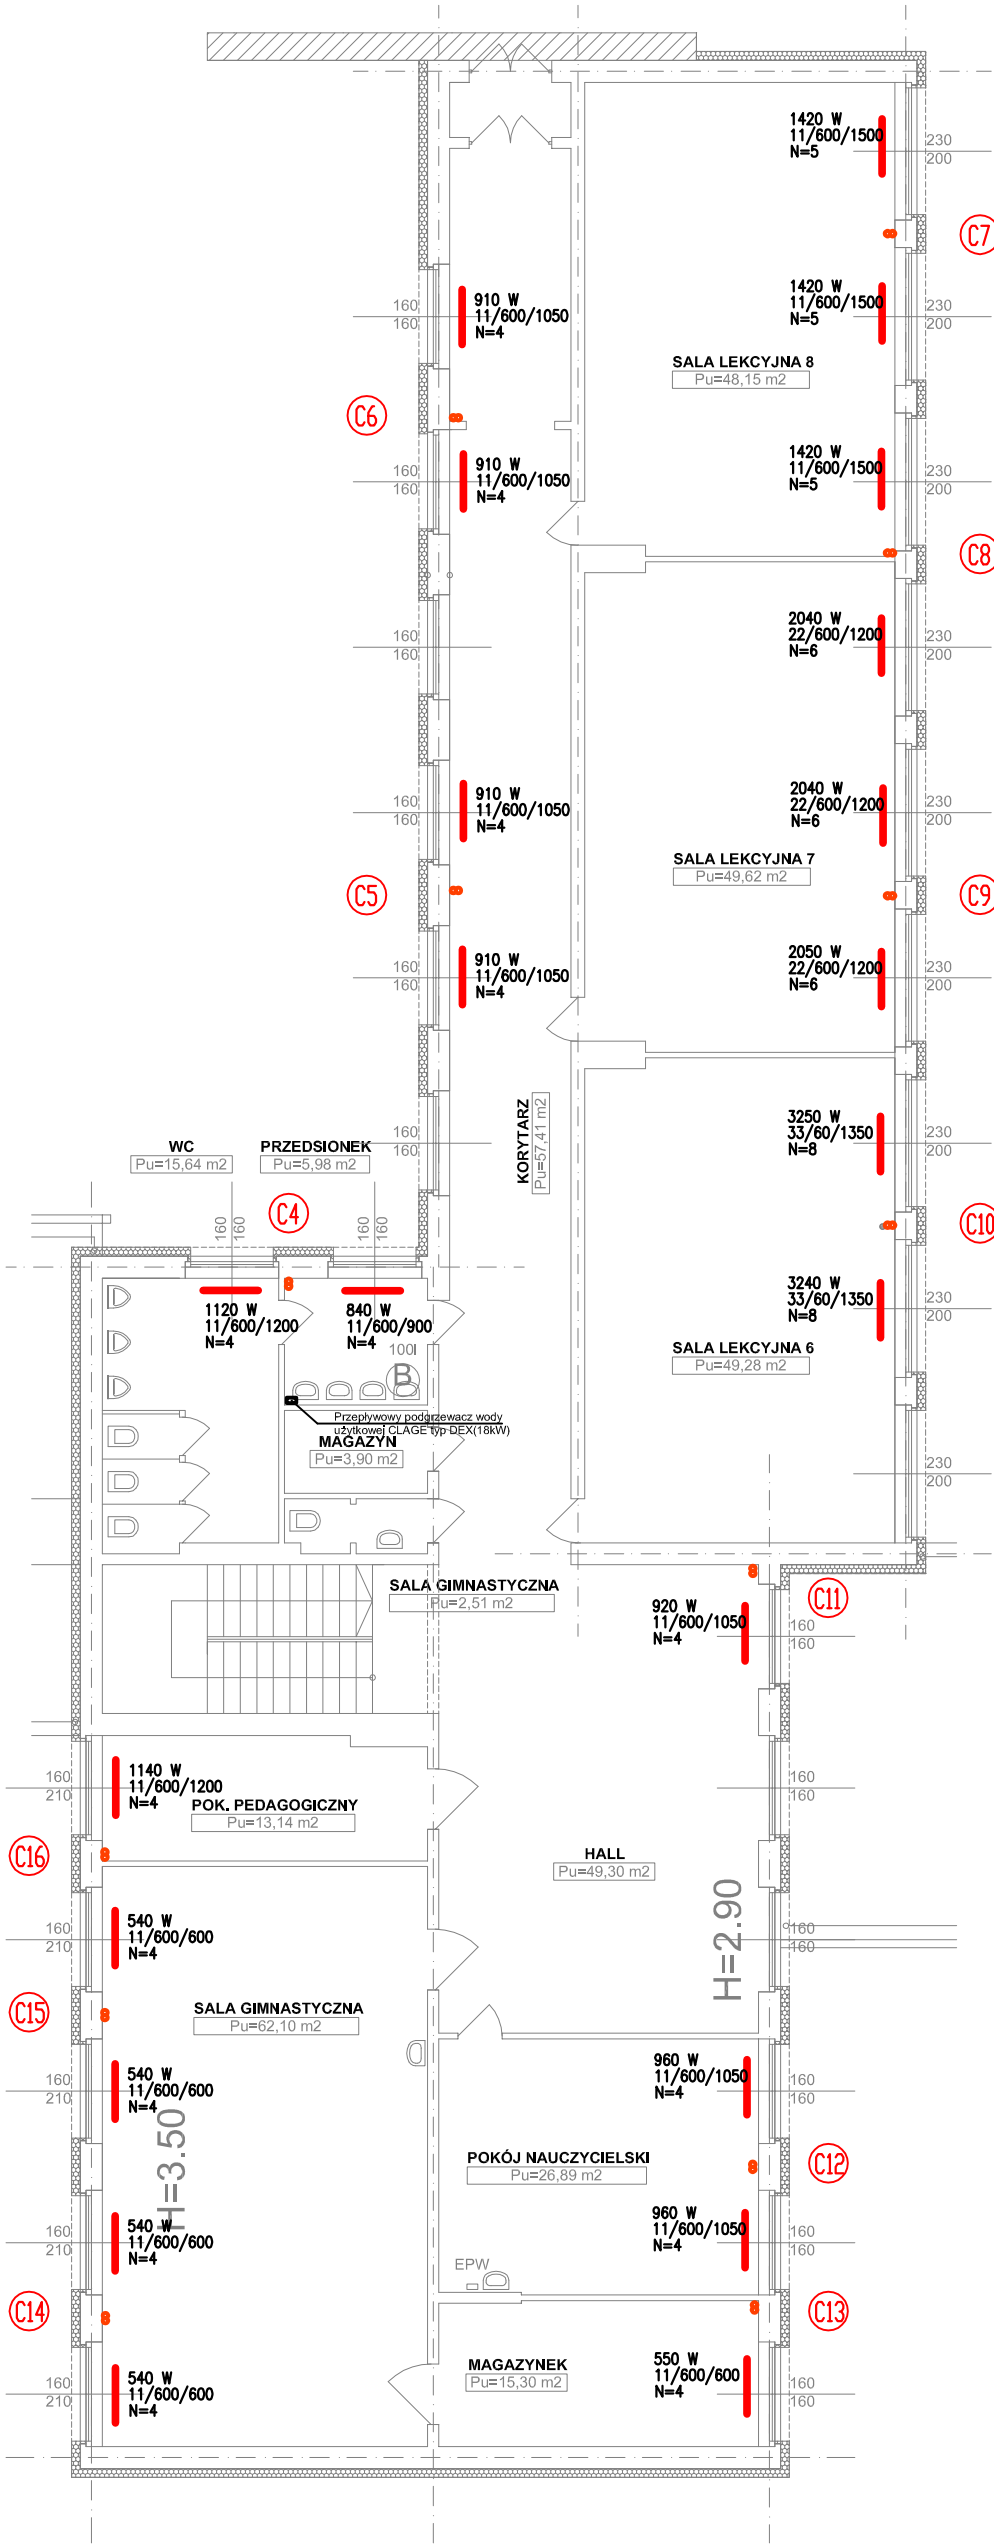 1420 W
11/600/1500
N=5
230
200
C7
910 W
11/600/1050
N=4
160
160
1420 W
11/600/1500
N=5
230
200
SALA LEKCYJNA 8
Pu=48,15 m2
C6
910 W
11/600/1050
N=4
160
160
1420 W
11/600/1500
N=5
230
200
C8
160
160
2040 W
22/600/1200
N=6
230
200
910 W
11/600/1050
N=4
160
160
2040 W
22/600/1200
N=6
230
200
SALA LEKCYJNA 7
Pu=49,62 m2
C5
C9
910 W
11/600/1050
N=4
160
160
2050 W
22/600/1200
N=6
230
200
KORYTARZ
Pu=57,41 m2
160
160
3250 W
33/60/1350
N=8
230
200
WC
Pu=15,64 m2
PRZEDSIONEK
Pu=5,98 m2
C4
C10
160
160
160
160
1120 W
11/600/1200
N=4
840 W
11/600/900
N=4
100l
B
3240 W
33/60/1350
N=8
230
200
SALA LEKCYJNA 6
Pu=49,28 m2
Przepływowy podgrzewacz wody
użytkowej CLAGE typ DEX(18kW)
MAGAZYN
Pu=3,90 m2
230
200
SALA GIMNASTYCZNA
Pu=2,51 m2
C11
920 W
11/600/1050
N=4
160
160
1140 W
11/600/1200
N=4
160
210
POK. PEDAGOGICZNY
Pu=13,14 m2
160
160
C16
HALL
Pu=49,30 m2
H=2.90
540 W
11/600/600
N=4
160
210
160
160
C15
SALA GIMNASTYCZNA
Pu=62,10 m2
540 W
11/600/600
N=4
160
210
H=3.50
960 W
11/600/1050
N=4
160
160
POKÓJ NAUCZYCIELSKI
Pu=26,89 m2
C12
540 W
11/600/600
N=4
160
210
960 W
11/600/1050
N=4
160
160
EPW
C14
C13
540 W
11/600/600
N=4
160
210
MAGAZYNEK
Pu=15,30 m2
550 W
11/600/600
N=4
160
160